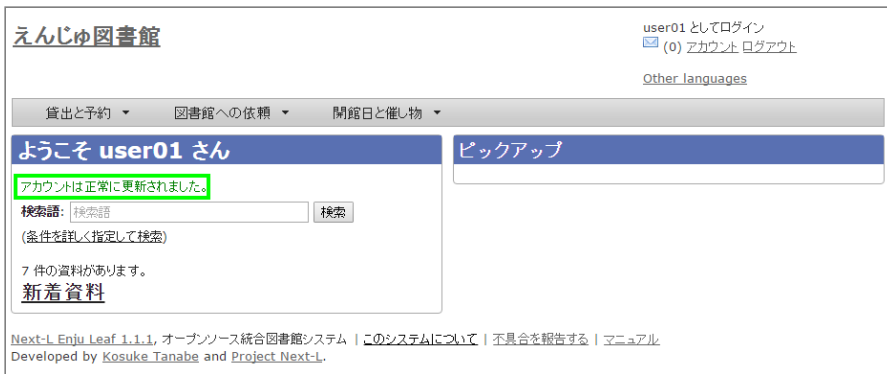 えんじゅ図書館
user01 としてログイン
(0) アカウント ログアウト
Other languages
貸出と予約 ▼ 図書館への依頼 ▼ 開館日と催し物 ▼
ようこそ user01 さん
アカウントは正常に更新されました。
検索語: 検索語 検索
(条件を詳しく指定して検索)
7 件の資料があります。
新着資料
ピックアップ
Next-L Enju Leaf 1.1.1, オープンソース統合図書館システム | このシステムについて | 不具合を報告する | マニュアル
Developed by Kosuke Tanabe and Project Next-L.